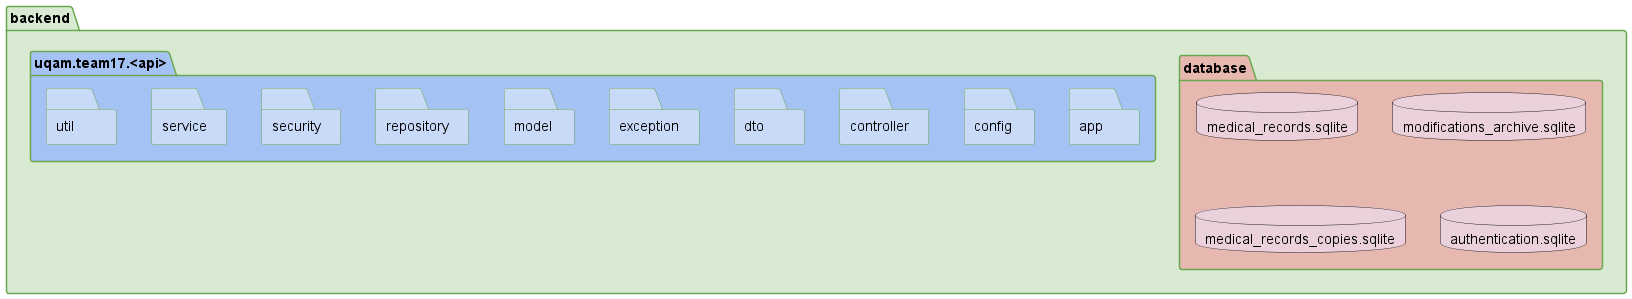 backend
uqam.team17.<api>
database
util
service
security
repository
model
exception
dto
controller
config
app
medical_records.sqlite
modifications_archive.sqlite
medical_records_copies.sqlite
authentication.sqlite